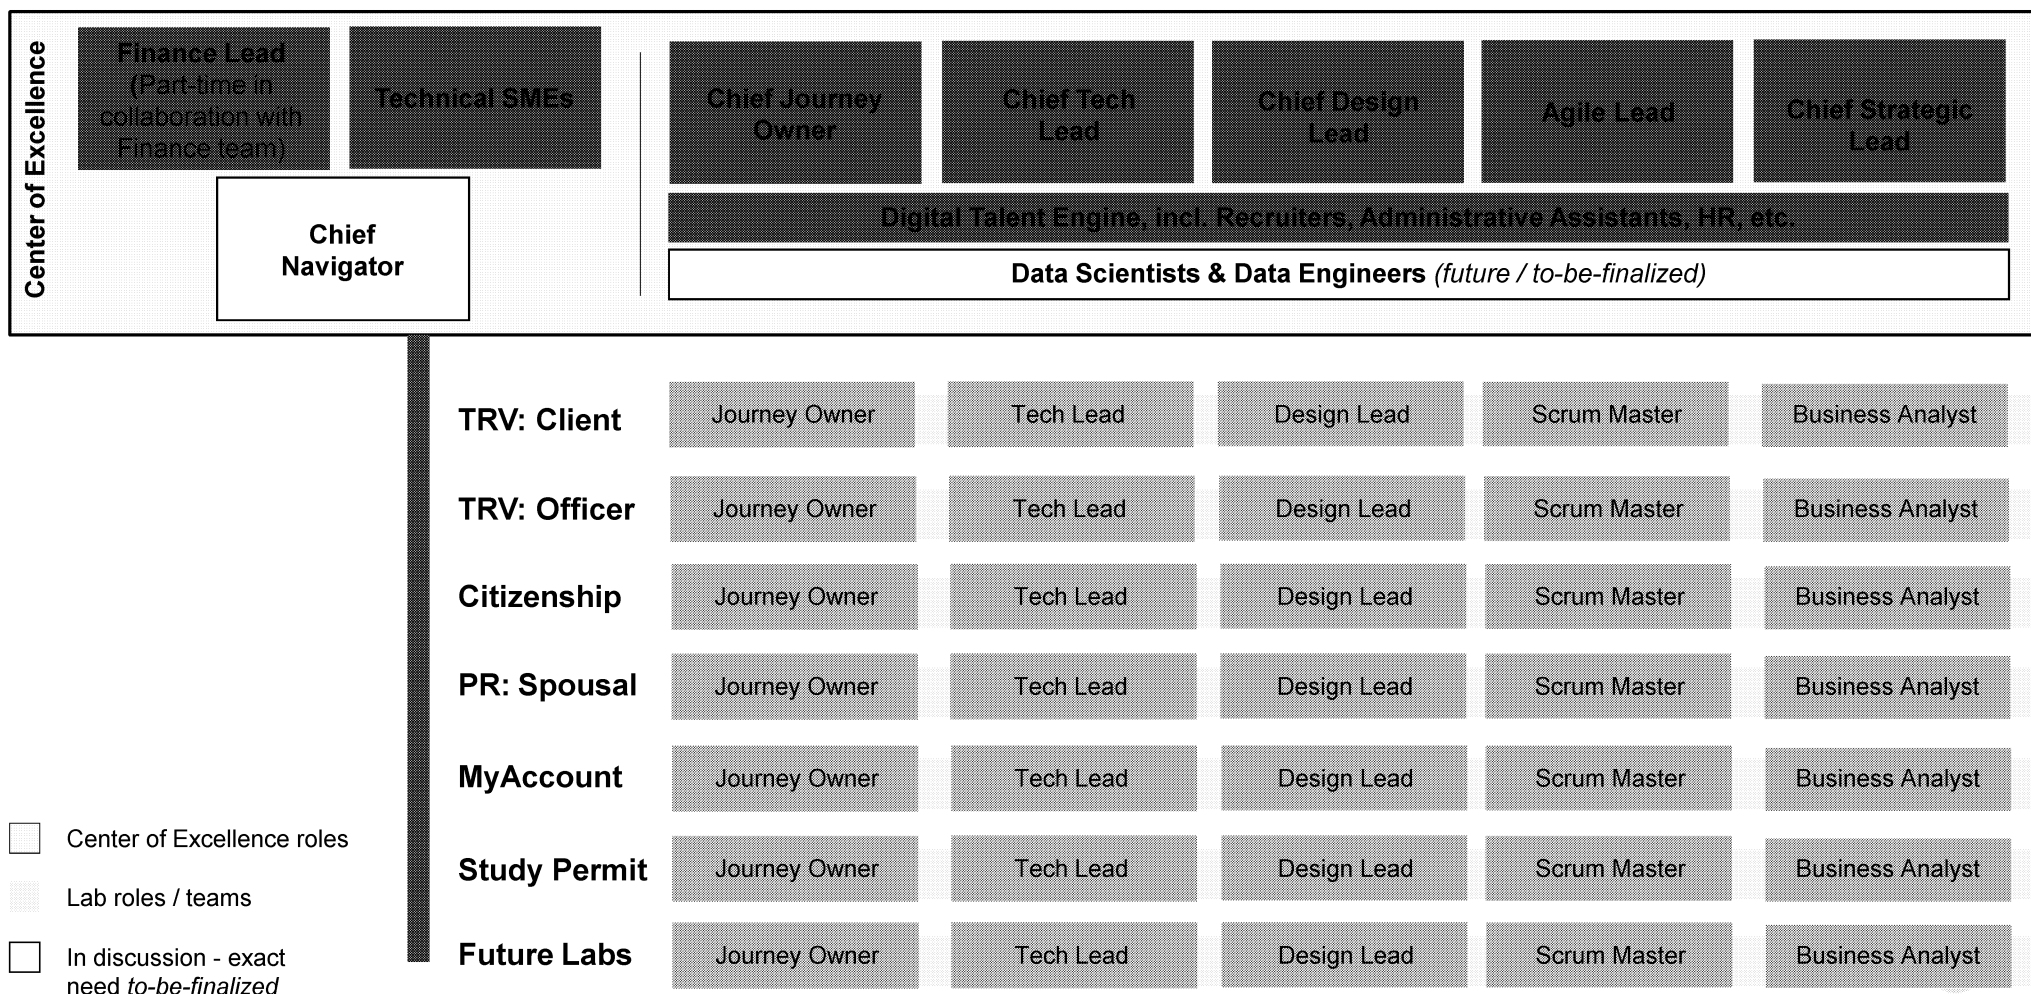 Center of Excellence
Finance Lead
(Part-time in
collaboration with
Finance team)
Technical SMEs
Chief
Navigator
Chief Journey
Owner
Chief Tech
Lead
Chief Design
Lead
Agile Lead
Chief Strategic
Lead
Digital Talent Engine, incl. Recruiters, Administrative Assistants, HR, etc.
Data Scientists & Data Engineers (future / to-be-finalized)
TRV: Client
Journey Owner
Tech Lead
Design Lead
Scrum Master
Business Analyst
TRV: Officer
Journey Owner
Tech Lead
Design Lead
Scrum Master
Business Analyst
Citizenship
Journey Owner
Tech Lead
Design Lead
Scrum Master
Business Analyst
PR: Spousal
Journey Owner
Tech Lead
Design Lead
Scrum Master
Business Analyst
MyAccount
Journey Owner
Tech Lead
Design Lead
Scrum Master
Business Analyst
Study Permit
Journey Owner
Tech Lead
Design Lead
Scrum Master
Business Analyst
Future Labs
Journey Owner
Tech Lead
Design Lead
Scrum Master
Business Analyst
Center of Excellence roles
Lab roles / teams
In discussion - exact
need to-be-finalized